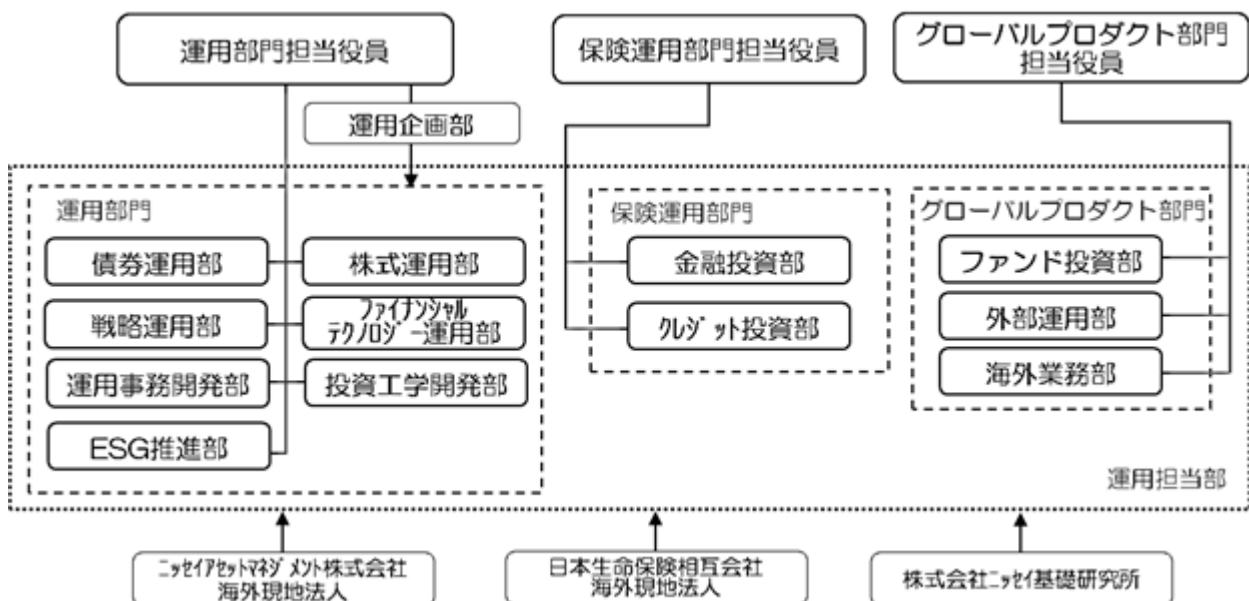 運用部門担当役員
保険運用部門担当役員
グローバルプロダクト部門
担当役員
運用企画部
運用部門
債券運用部
株式運用部
戦略運用部
ファイナンシャル
テクノロジー運用部
運用事務開発部
投資工学開発部
ESG推進部
保険運用部門
金融投資部
クレジット投資部
グローバルプロダクト部門
ファンド投資部
外部運用部
海外業務部
運用担当部
ニッセイアセットマネジメント株式会社
海外現地法人
日本生命保険相互会社
海外現地法人
株式会社ニッセイ基礎研究所